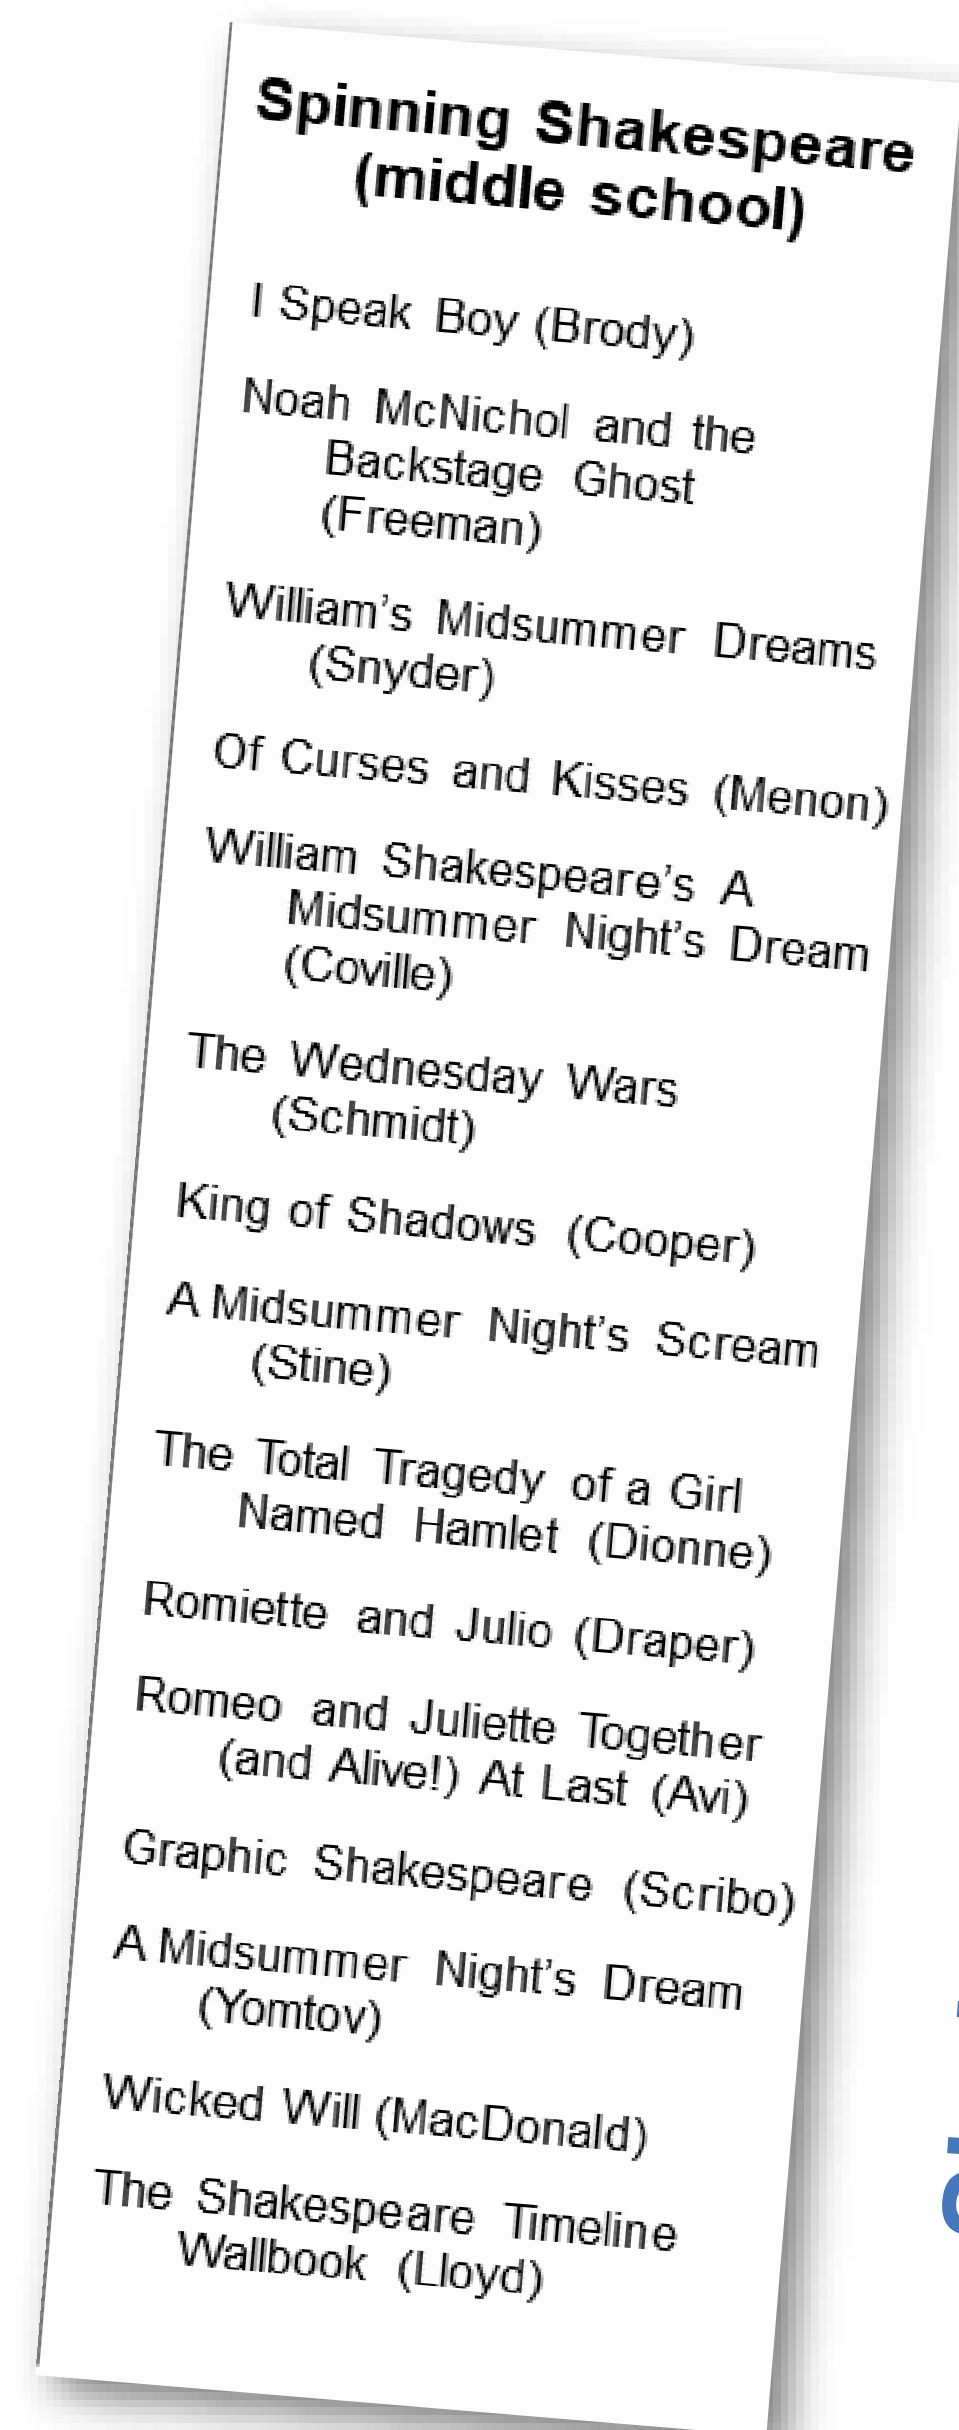 Spinning Shakespeare
(middle school)
I Speak Boy (Brody)
Noah McNichol and the
Backstage Ghost
(Freeman)
William's Midsummer Dreams
(Snyder)
Of Curses and Kisses (Menon)
William Shakespeare's A
Midsummer Night's Dream
(Coville)
The Wednesday Wars
(Schmidt)
King of Shadows (Cooper)
A Midsummer Night's Scream
(Stine)
The Total Tragedy of a Girl
Named Hamlet (Dionne)
Romiette and Julio (Draper)
Romeo and Juliette Together
(and Alive!) At Last (Avi)
Graphic Shakespeare (Scribo)
A Midsummer Night's Dream
(Yomtov)
Wicked Will (MacDonald)
The Shakespeare Timeline
Wallbook (Lloyd)